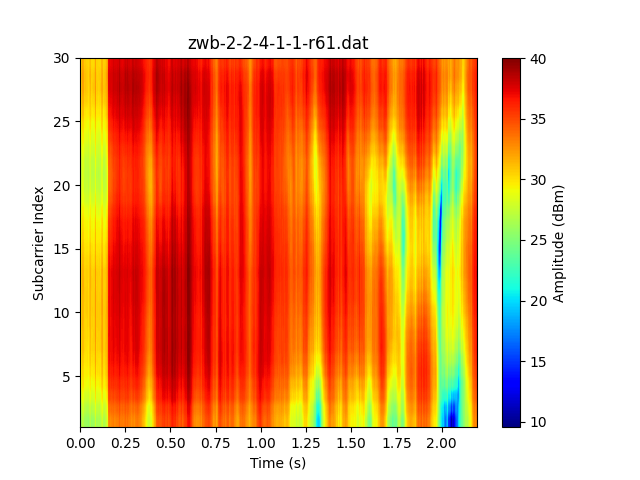 zwb-2-2-4-1-1-r61.dat
30
25
20
15
10
5
Subcarrier Index
0.00 0.25 0.50 0.75 1.00 1.25 1.50 1.75 2.00
Time (s)
40
35
30
25
20
15
10
Amplitude (dBm)